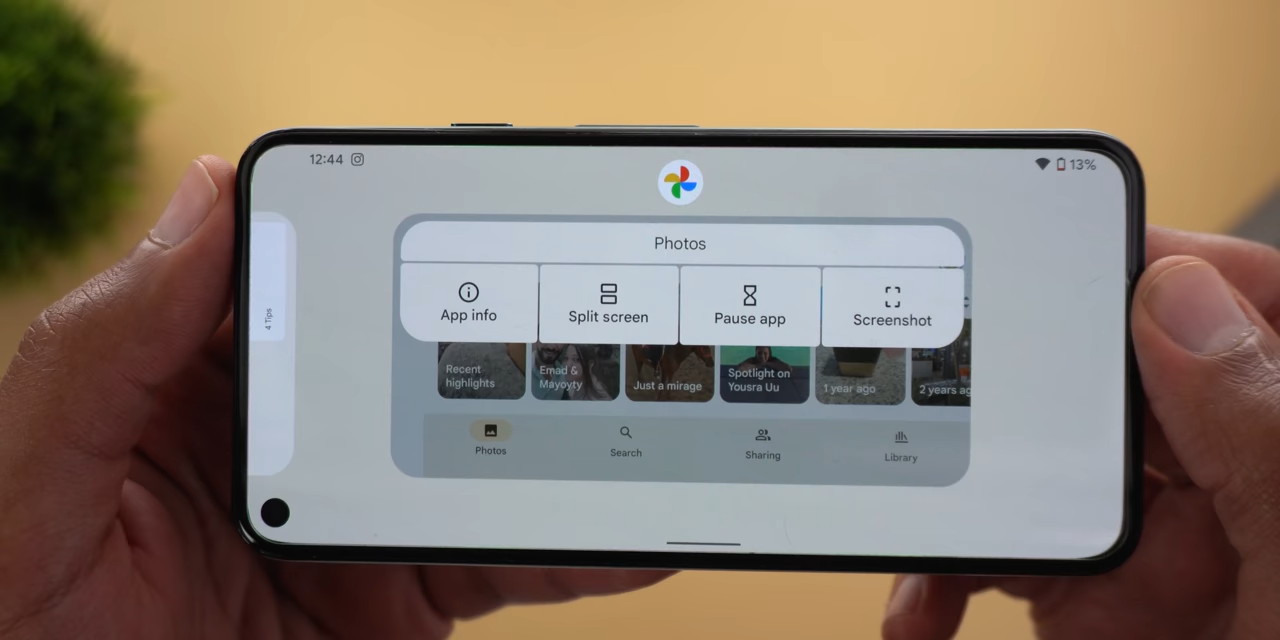 12:44
13%
4 Tips
Photos
App info
Split screen
Pause app
Screenshot
Recent
highlights
Emad &
Mayoyty
Just a mirage
Spotlight on
Yousra Uu
1 year ago
2 years ag
Photos
Search
Sharing
Library